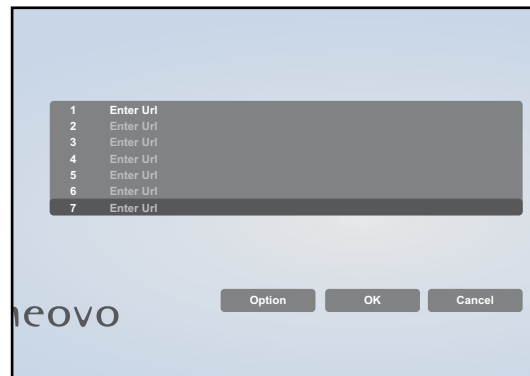 1 Enter Url
2 Enter Url
3 Enter Url
4 Enter Url
5 Enter Url
6 Enter Url
7 Enter Url
Option OK Cancel
neovo